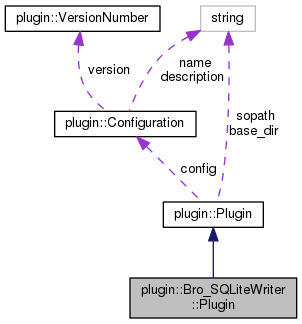 plugin::VersionNumber
string
version
name
description
plugin::Configuration
sopath
base_dir
config
plugin::Plugin
plugin::Bro_SQLiteWriter
::Plugin